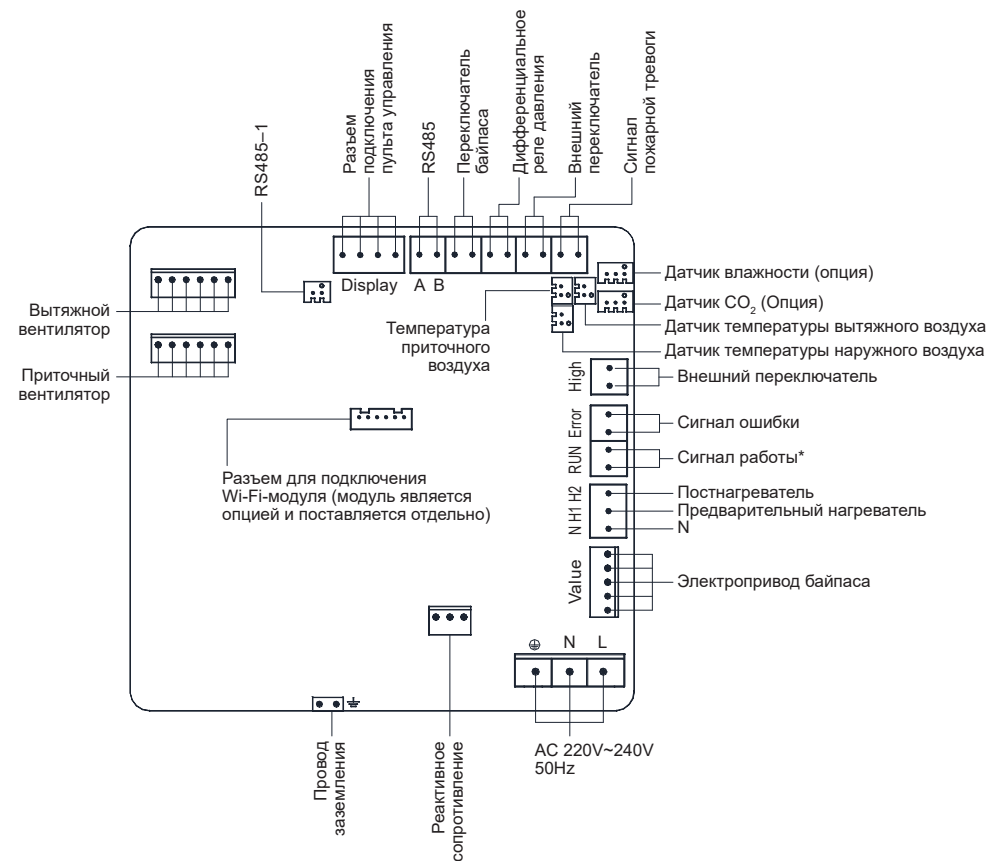 RS485–1
Разъем
подключения
пульта управления
RS485
Переключатель
байпаса
Дифференциальное
реле давления
Внешний
переключатель
Сигнал
пожарной тревоги
Display
A B
Вытяжной
вентилятор
Приточный
вентилятор
Температура
приточного
воздуха
Датчик влажности (опция)
Датчик CO2 (Опция)
Датчик температуры вытяжного воздуха
Датчик температуры наружного воздуха
High
Внешний переключатель
Error
Сигнал ошибки
RUN
Сигнал работы*
Разъем для подключения
Wi-Fi-модуля (модуль является
опцией и поставляется отдельно)
N H1 H2
Постнагреватель
Предварительный нагреватель
N
Value
Электропривод байпаса
N L
AC 220V~240V
50Hz
Провод
заземления
Реактивное
сопротивление